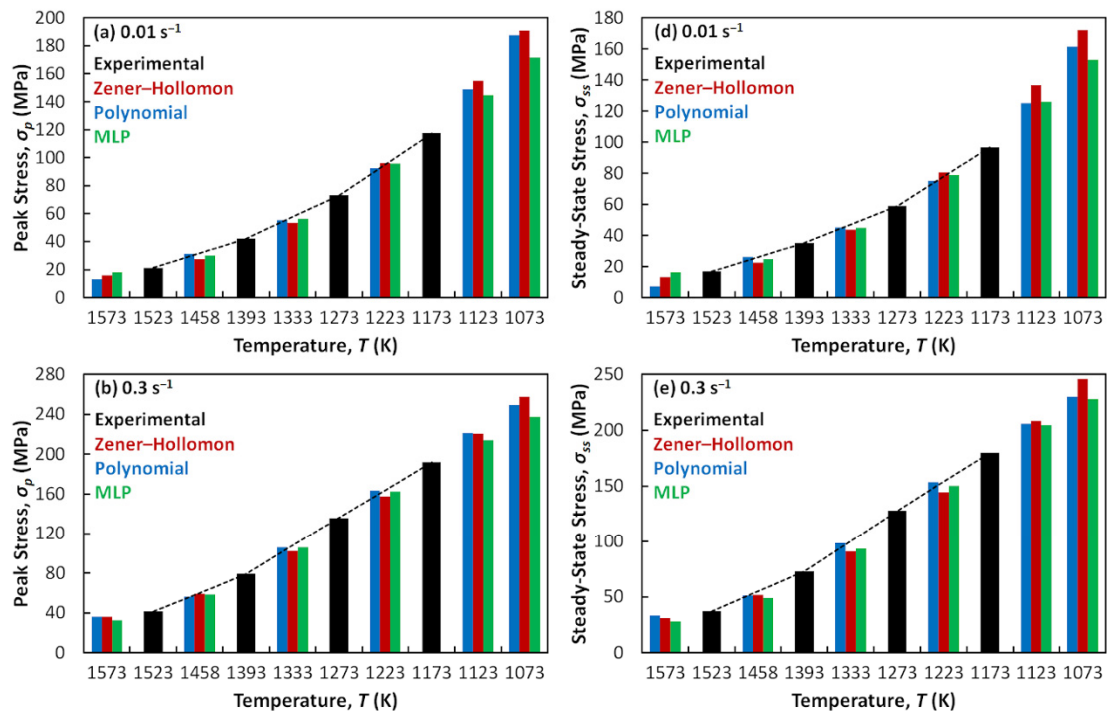 (a) 0.01 s⁻¹
Experimental
Zener–Hollomon
Polynomial
MLP
Peak Stress, σp (MPa)
200
180
160
140
120
100
80
60
40
20
0
1573 1523 1458 1393 1333 1273 1223 1173 1123 1073
Temperature, T (K)
(d) 0.01 s⁻¹
Experimental
Zener–Hollomon
Polynomial
MLP
Steady-State Stress, σss (MPa)
180
160
140
120
100
80
60
40
20
0
1573 1523 1458 1393 1333 1273 1223 1173 1123 1073
Temperature, T (K)
(b) 0.3 s⁻¹
Experimental
Zener–Hollomon
Polynomial
MLP
Peak Stress, σp (MPa)
280
240
200
160
120
80
40
0
1573 1523 1458 1393 1333 1273 1223 1173 1123 1073
Temperature, T (K)
(e) 0.3 s⁻¹
Experimental
Zener–Hollomon
Polynomial
MLP
Steady-State Stress, σss (MPa)
250
200
150
100
50
0
1573 1523 1458 1393 1333 1273 1223 1173 1123 1073
Temperature, T (K)